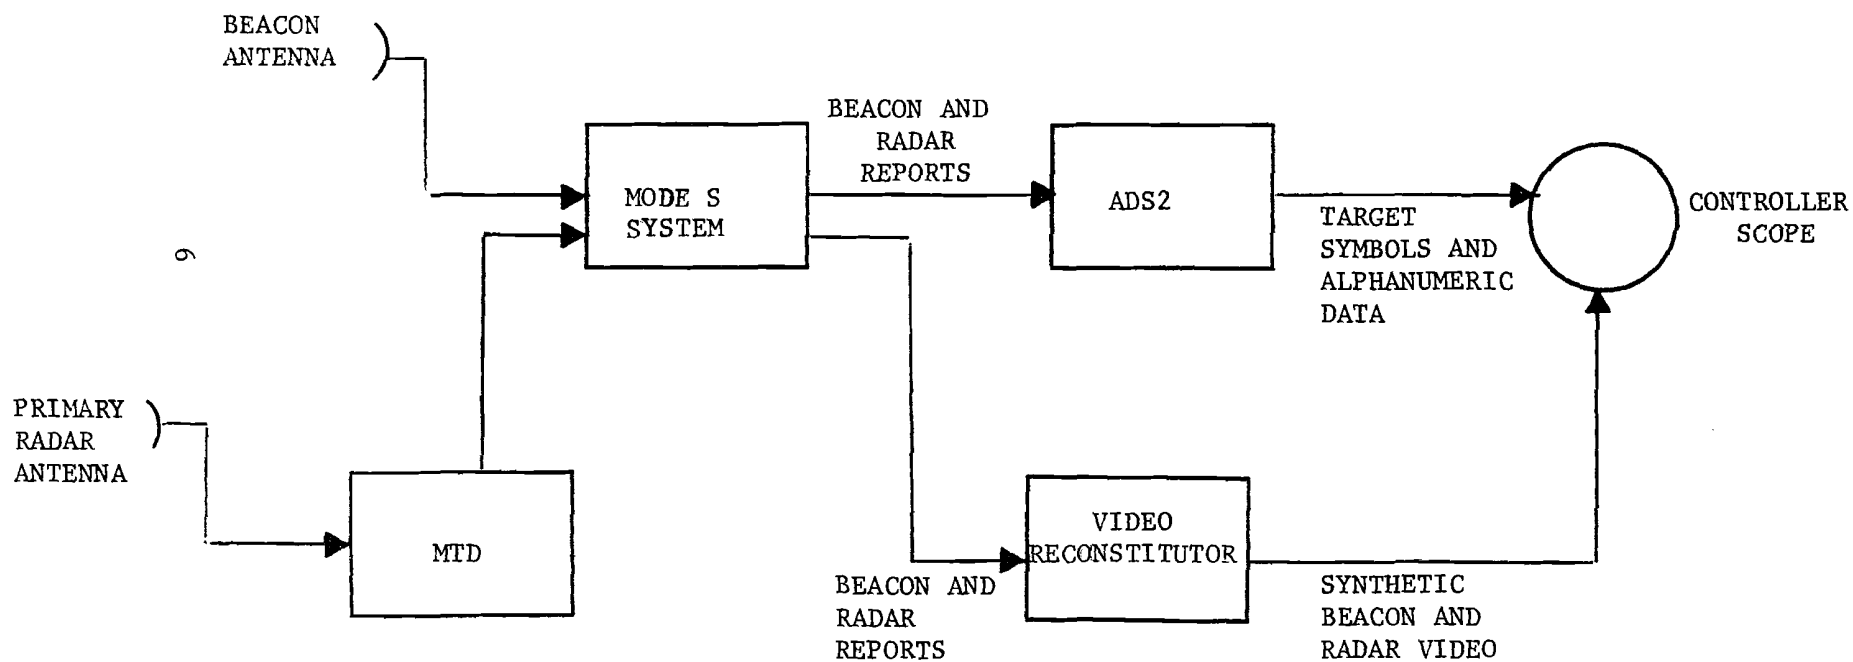 BEACON
ANTENNA
BEACON AND
RADAR
REPORTS
MODE S
SYSTEM
ADS2
TARGET
SYMBOLS AND
ALPHANUMERIC
DATA
CONTROLLER
SCOPE
9
PRIMARY
RADAR
ANTENNA
MTD
BEACON AND
RADAR
REPORTS
VIDEO
RECONSTITUTOR
SYNTHETIC
BEACON AND
RADAR VIDEO